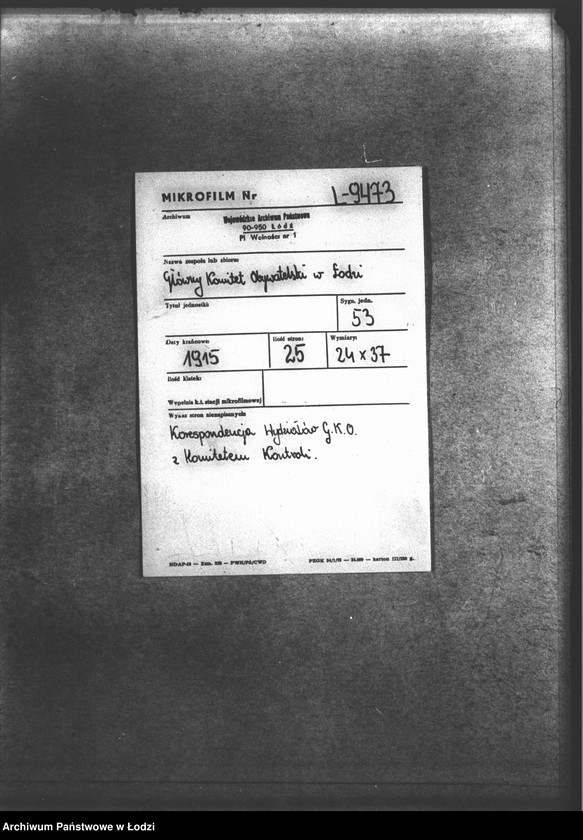 MIKROFILM Nr L-9473
Archiwum
Wojewódzkie Archiwum Państwowe
90-950 Łódź
Pl Wolności nr 1
Nazwa zespołu lub zbioru:
Główny Komitet Obywatelski w Łodzi
Tytuł jednostki:
Sygn. jedn.
53
Daty krańcowe:
1915
Ilość stron:
25
Wymiary:
24 x 37
Ilość klatek:
Wypełnia k.t. stacji mikrofilmowej
Wykaz stron niezapisanych:
Korespondencja Wydziałów G.K.O.
z Komitetem Kontroli.
karton
Archiwum Państwowe w Łodzi